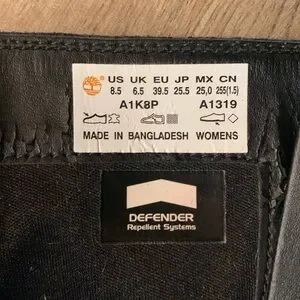 US UK EU JP MX CN
8.5 6.5 39.5 25.5 25,0 255(1.5)
A1K8P A1319
MADE IN BANGLADESH WOMENS
DEFENDER
Repellent Systems